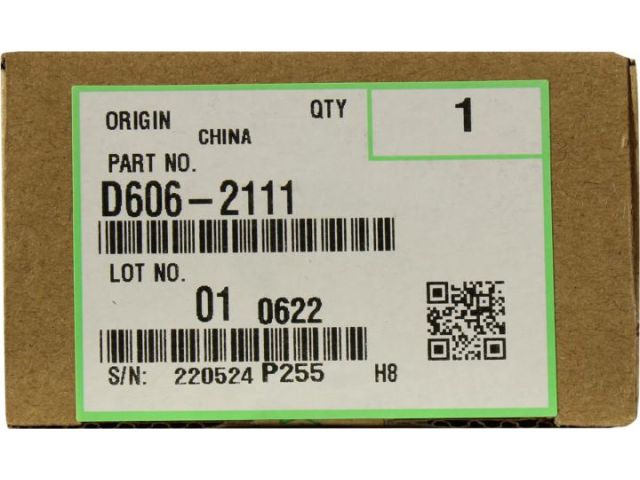 ORIGIN CHINA QTY 1
PART NO.
D606-2111
LOT NO.
01 0622
S/N: 220524 P255 H8